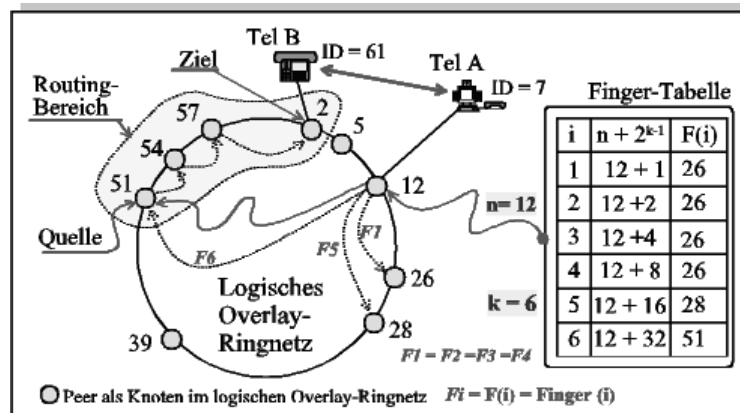 Tel B
Ziel
ID = 61
Tel A
ID = 7
Routing-
Bereich
57
2
5
54
51
12
Quelle
n= 12
F6
F5
F1
26
28
39
k = 6
Logisches
Overlay-
Ringnetz
F1 = F2 =F3 =F4
Finger-Tabelle
i n + 2^{k-1} F(i)
1 12 + 1 26
2 12 +2 26
3 12 +4 26
4 12 + 8 26
5 12 + 16 28
6 12 + 32 51
Peer als Knoten im logischen Overlay-Ringnetz Fi = F(i) = Finger (i)